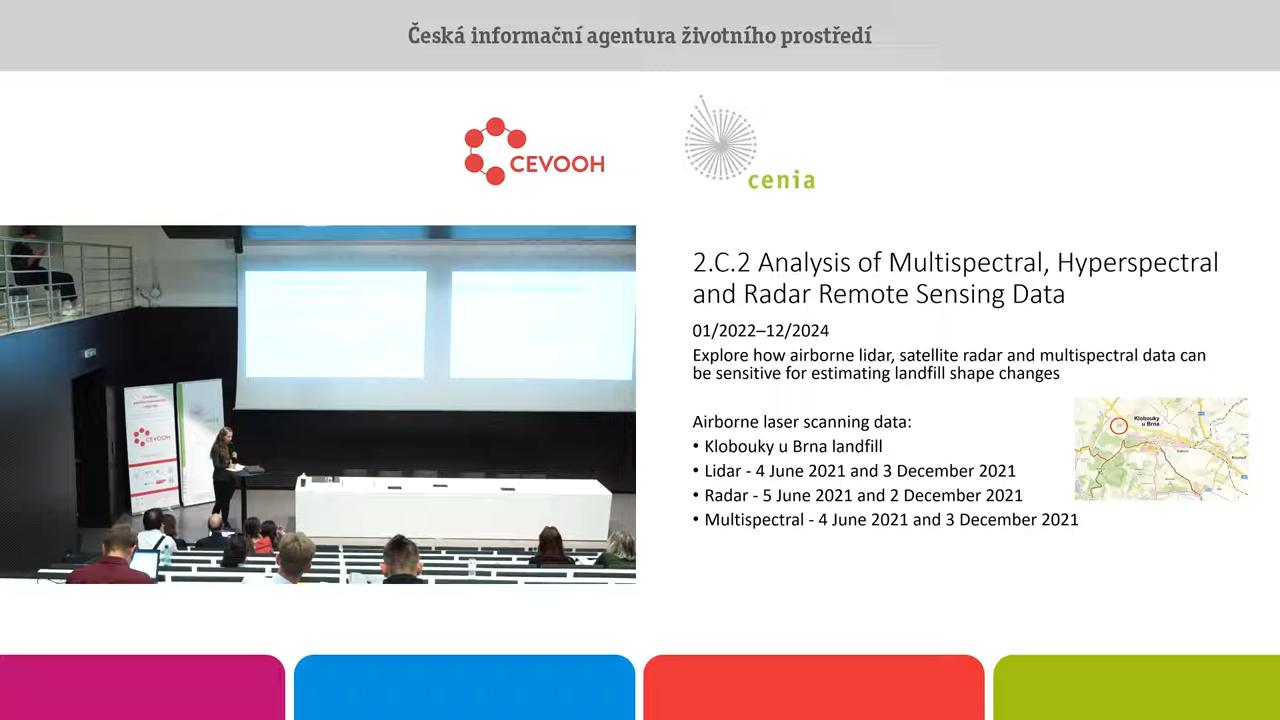 Česká informační agentura životního prostředí
CEVOOH
cenia
2.C.2 Analysis of Multispectral, Hyperspectral
and Radar Remote Sensing Data
01/2022–12/2024
Explore how airborne lidar, satellite radar and multispectral data can
be sensitive for estimating landfill shape changes
Airborne laser scanning data:
• Klobouky u Brna landfill
• Lidar - 4 June 2021 and 3 December 2021
• Radar - 5 June 2021 and 2 December 2021
• Multispectral - 4 June 2021 and 3 December 2021
Klobouky
u Brna
CEVOOH